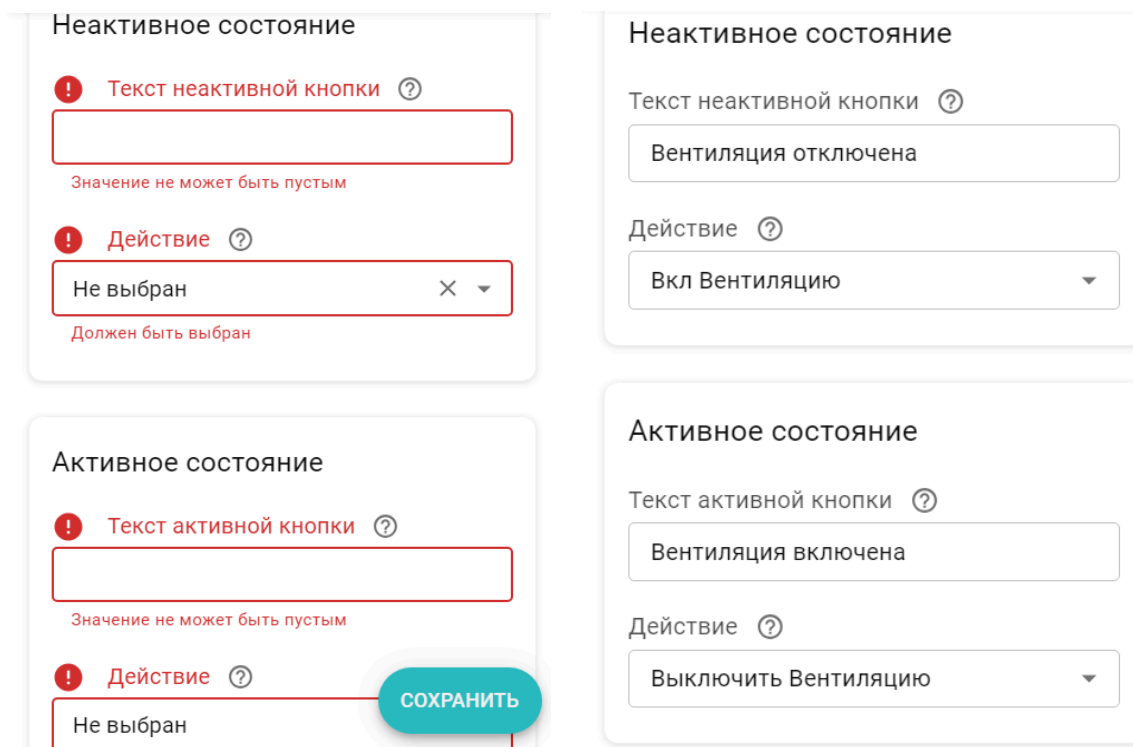 Неактивное состояние
Текст неактивной кнопки
Значение не может быть пустым
Действие
Не выбран
Должен быть выбран
Активное состояние
Текст активной кнопки
Значение не может быть пустым
Действие
Не выбран
СОХРАНИТЬ
Неактивное состояние
Текст неактивной кнопки
Вентиляция отключена
Действие
Вкл Вентиляцию
Активное состояние
Текст активной кнопки
Вентиляция включена
Действие
Выключить Вентиляцию